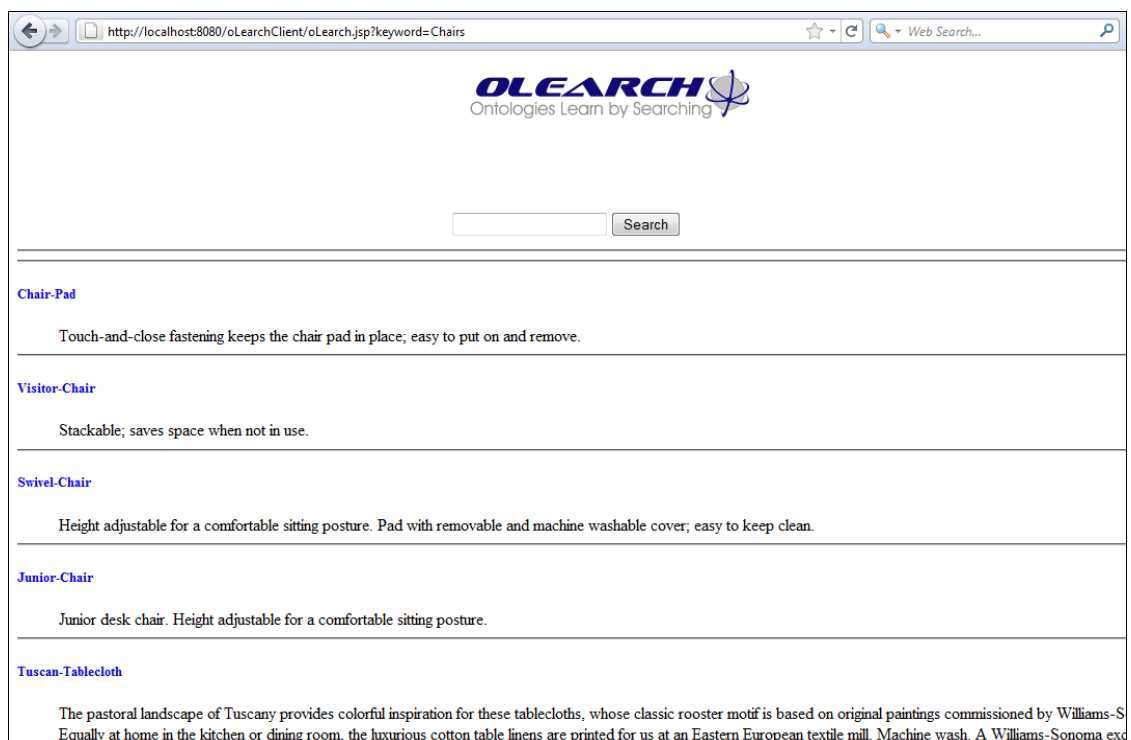 http://localhost:8080/oLearchClient/oLearch.jsp?keyword=Chairs
Web Search...
OLEARCH
Ontologies Learn by Searching
Search
Chair-Pad
Touch-and-close fastening keeps the chair pad in place; easy to put on and remove.
Visitor-Chair
Stackable; saves space when not in use.
Swivel-Chair
Height adjustable for a comfortable sitting posture. Pad with removable and machine washable cover; easy to keep clean.
Junior-Chair
Junior desk chair. Height adjustable for a comfortable sitting posture.
Tuscan-Tablecloth
The pastoral landscape of Tuscany provides colorful inspiration for these tablecloths, whose classic rooster motif is based on original paintings commissioned by Williams-S
Equally at home in the kitchen or dining room, the luxurious cotton table linens are printed for us at an Eastern European textile mill. Machine wash. A Williams-Sonoma exc